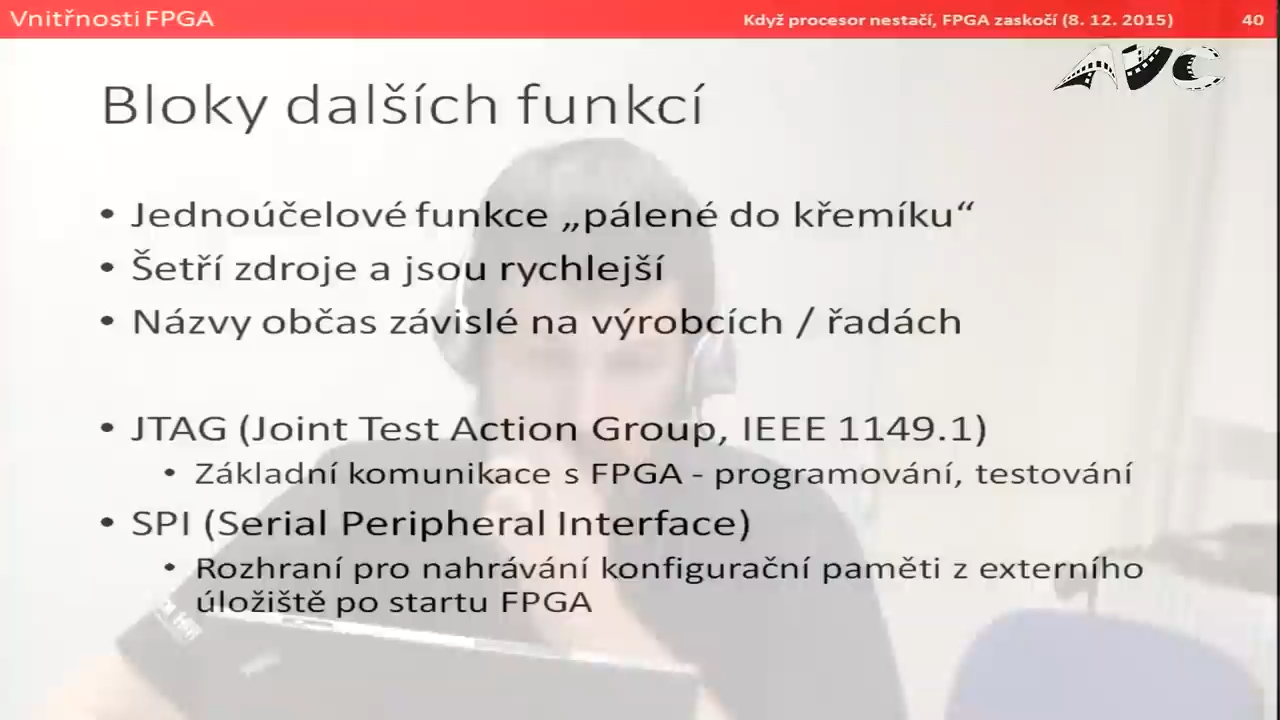 Vnitřnosti FPGA
Když procesor nestačí, FPGA zaskočí (8. 12. 2015)
40
AVC
Bloky dalších funkcí
• Jednoúčelové funkce „pálené do křemíku“
• Šetří zdroje a jsou rychlejší
• Názvy občas závislé na výrobcích / řadách
• JTAG (Joint Test Action Group, IEEE 1149.1)
• Základní komunikace s FPGA - programování, testování
• SPI (Serial Peripheral Interface)
• Rozhraní pro nahrávání konfigurační paměti z externího
úložiště po startu FPGA